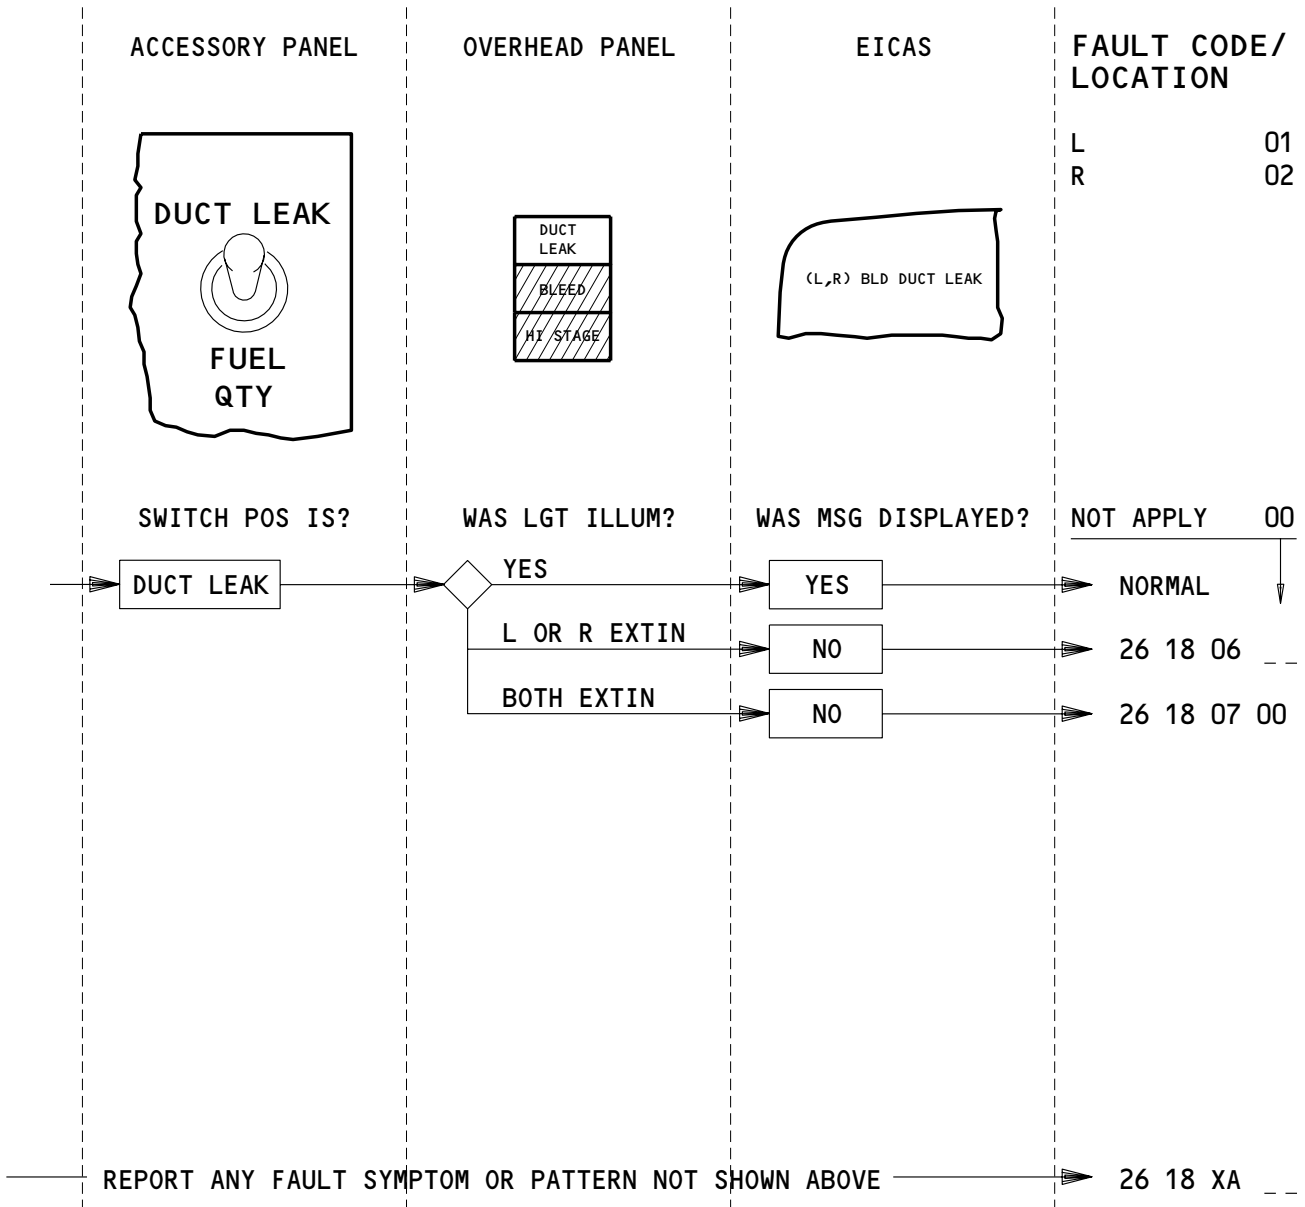 ACCESSORY PANEL
OVERHEAD PANEL
EICAS
FAULT CODE/
LOCATION
L 01
R 02
DUCT LEAK
FUEL
QTY
DUCT
LEAK
BLEED
HI STAGE
(L,R) BLD DUCT LEAK
SWITCH POS IS?
WAS LGT ILLUM?
WAS MSG DISPLAYED?
NOT APPLY 00
DUCT LEAK
YES
YES
NORMAL
L OR R EXTIN
NO
26 18 06 _ _
BOTH EXTIN
NO
26 18 07 00
REPORT ANY FAULT SYMPTOM OR PATTERN NOT SHOWN ABOVE
26 18 XA _ _